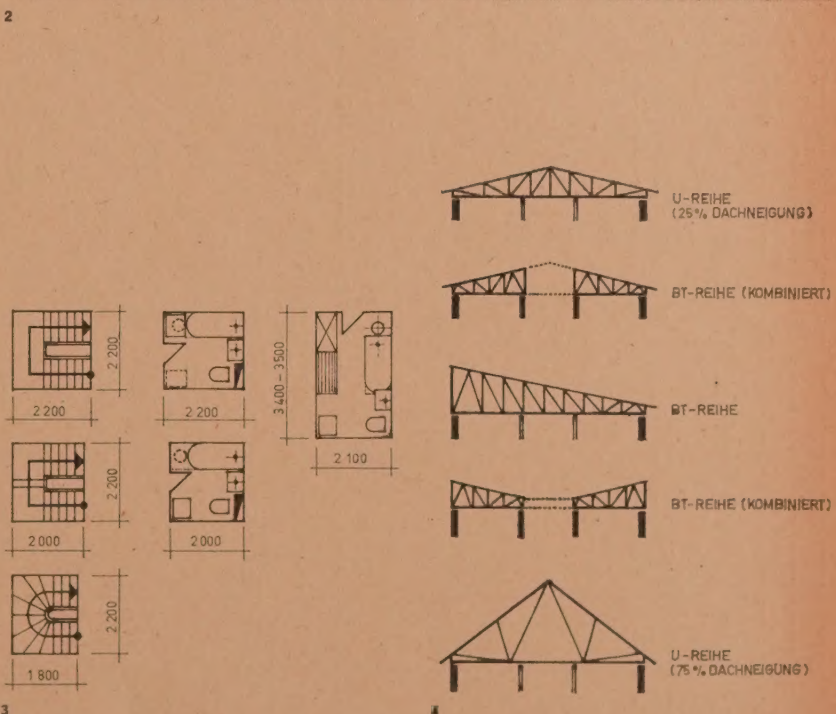 2
U-REIHE
(25% DACHNEIGUNG)
BT-REIHE (KOMBINIERT)
BT-REIHE
BT-REIHE (KOMBINIERT)
U-REIHE
(75% DACHNEIGUNG)
2 200
2 200
2 200
3 400 – 3 500
2 100
2 200
2 000
2 000
2 200
1 800
3
4